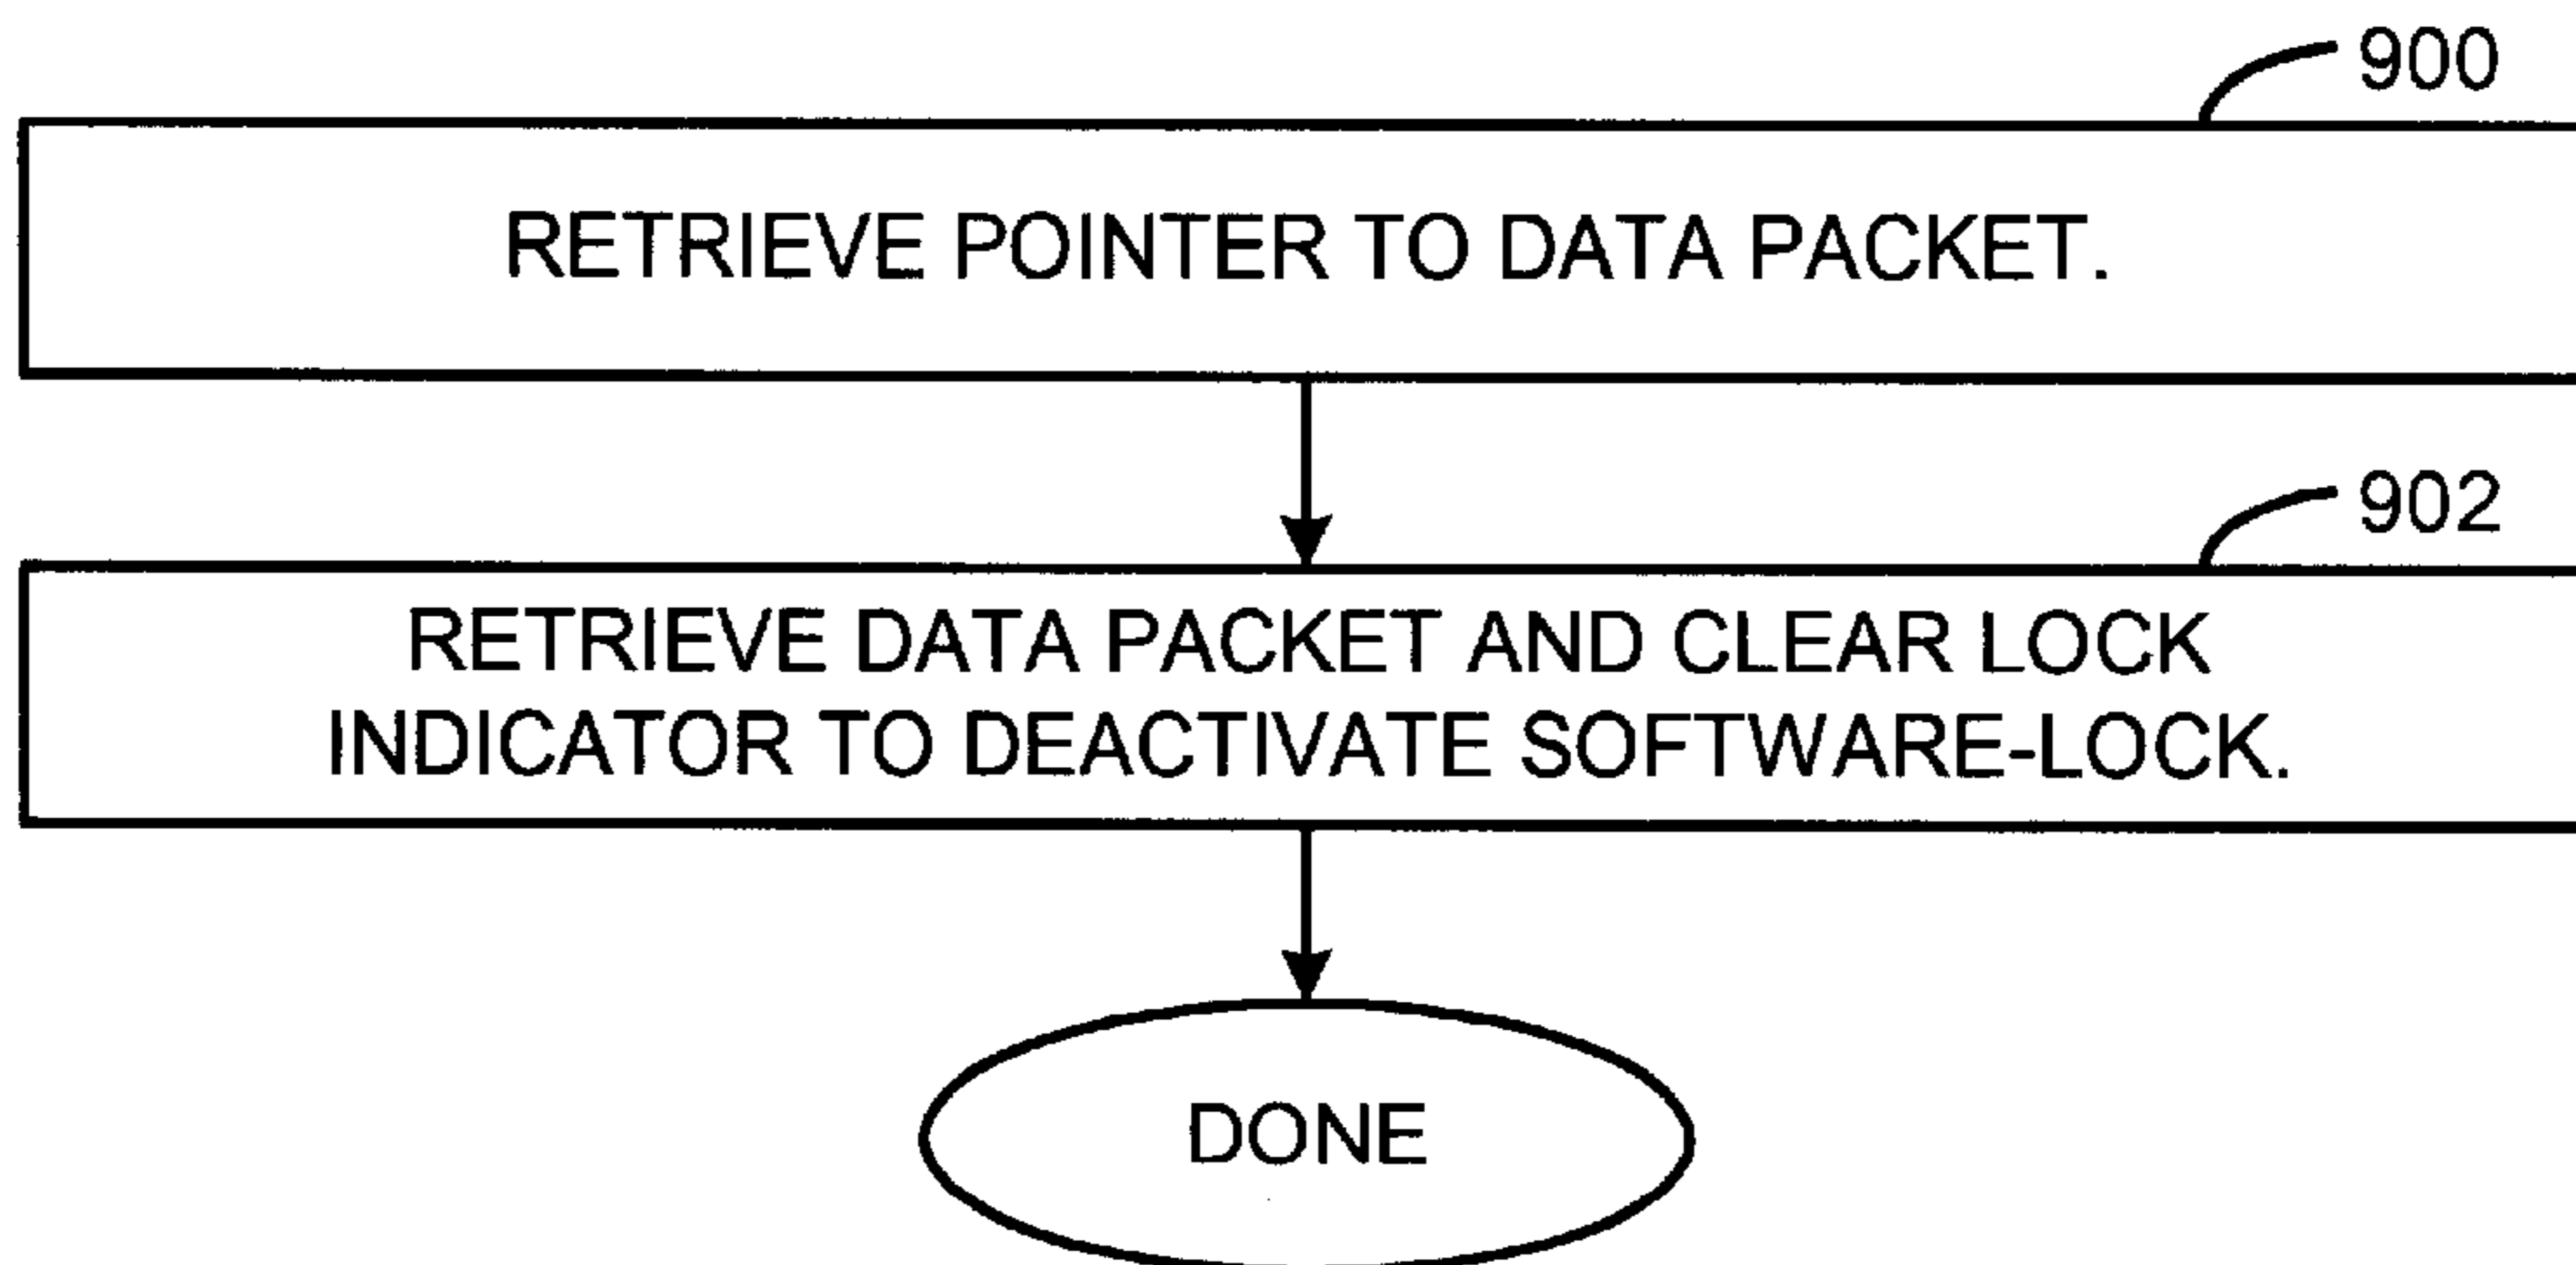 900
RETRIEVE POINTER TO DATA PACKET.
902
RETRIEVE DATA PACKET AND CLEAR LOCK
INDICATOR TO DEACTIVATE SOFTWARE-LOCK.
DONE